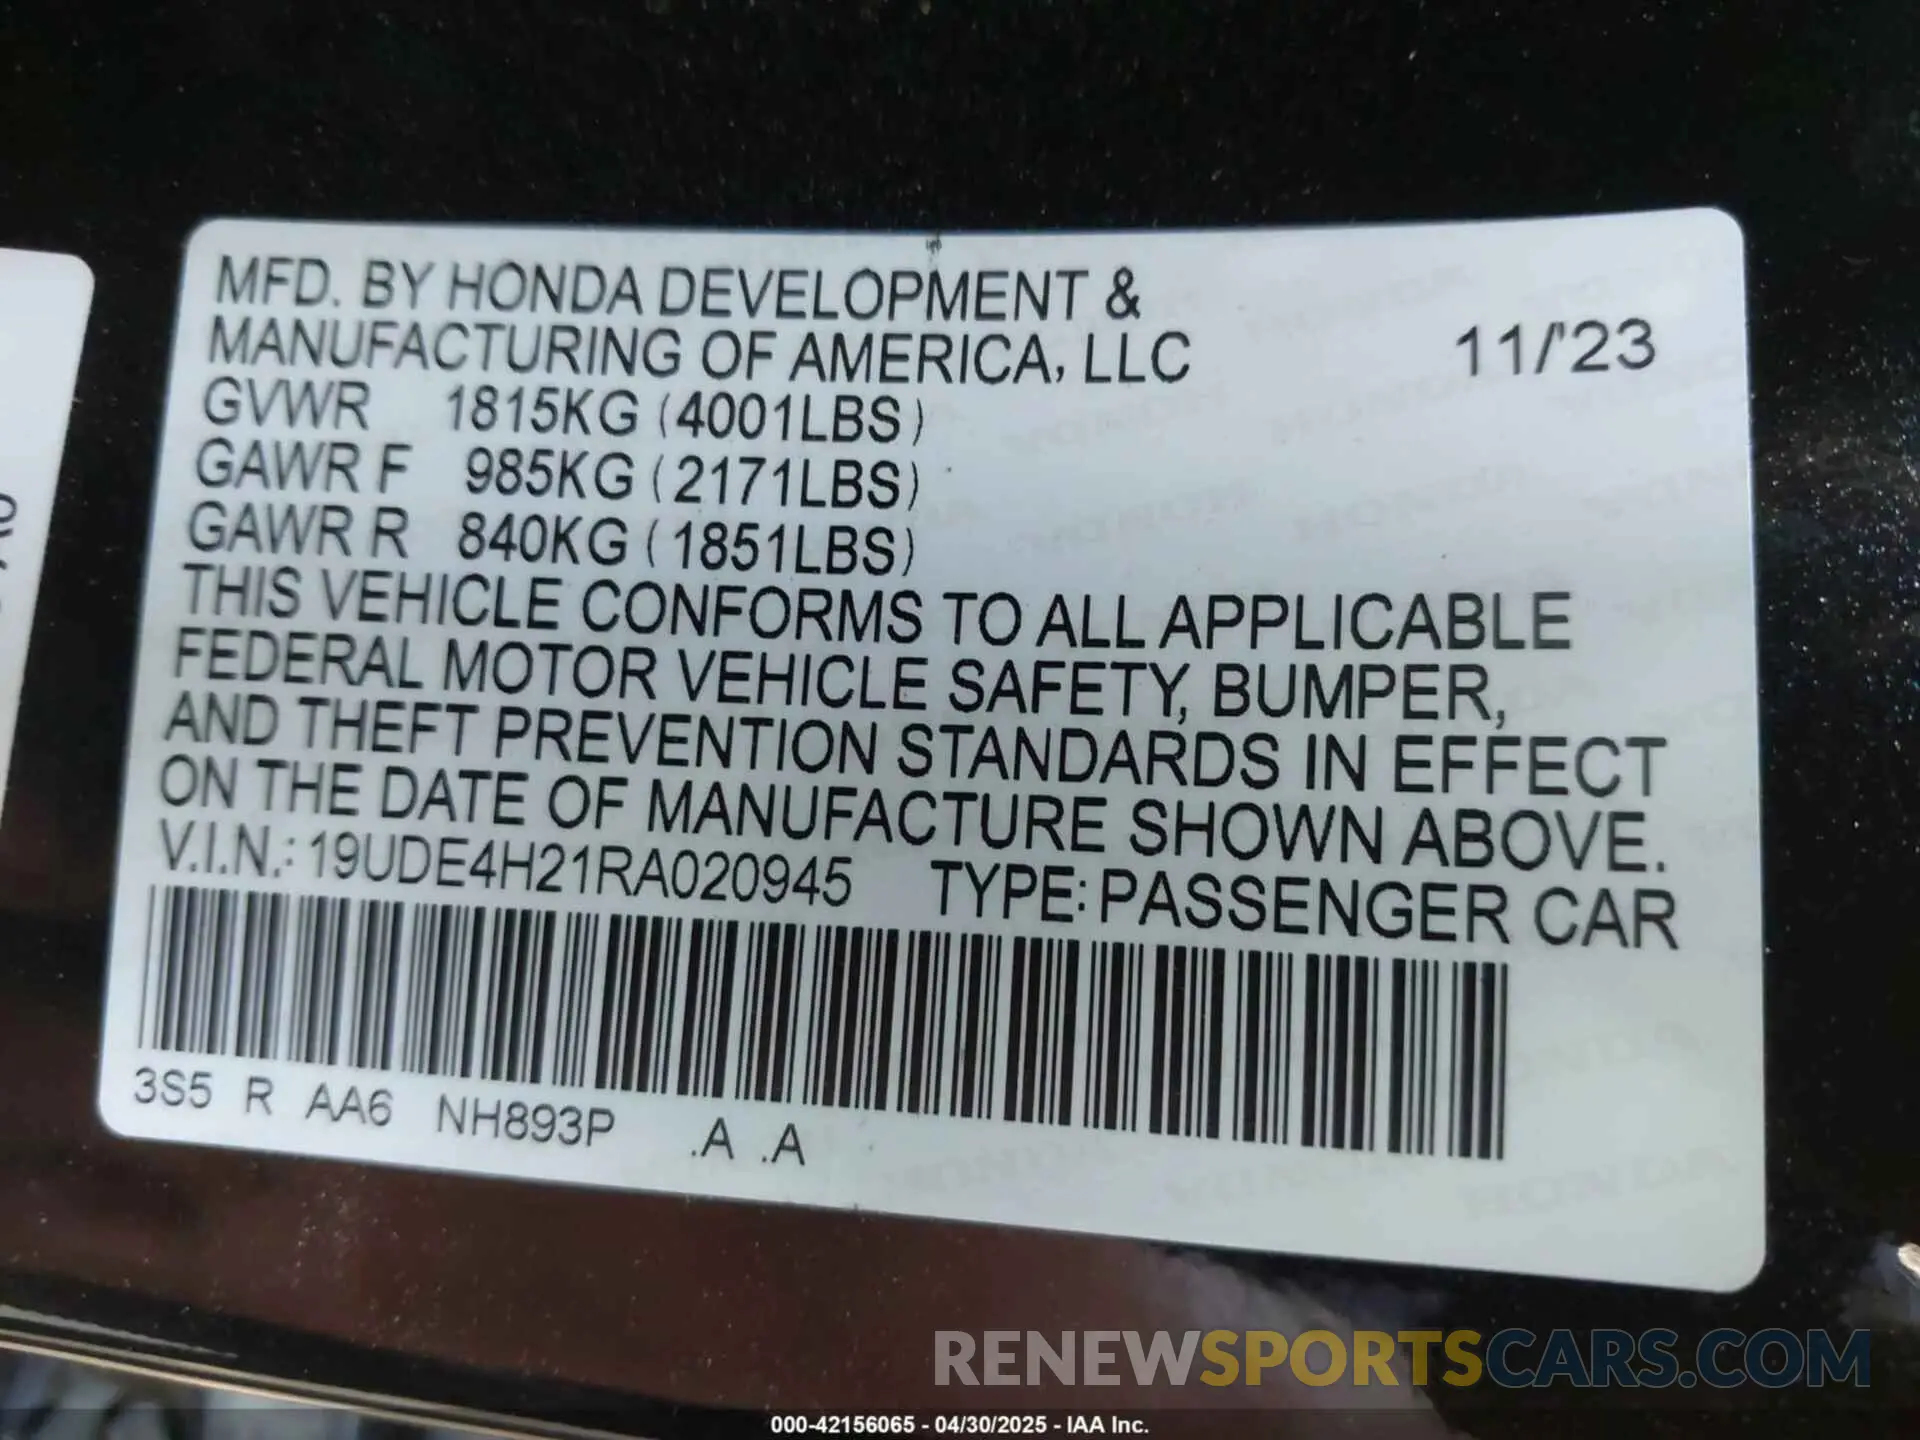 MFD. BY HONDA DEVELOPMENT &
MANUFACTURING OF AMERICA, LLC 11/'23
GVWR 1815KG (4001LBS)
GAWR F 985KG (2171LBS)
GAWR R 840KG (1851LBS)
THIS VEHICLE CONFORMS TO ALL APPLICABLE
FEDERAL MOTOR VEHICLE SAFETY, BUMPER,
AND THEFT PREVENTION STANDARDS IN EFFECT
ON THE DATE OF MANUFACTURE SHOWN ABOVE.
V.I.N.: 19UDE4H21RA020945 TYPE: PASSENGER CAR
3S5 R AA6 NH893P .A .A
RENEWSPORTSCARS.COM
000-42156065 - 04/30/2025 - IAA Inc.